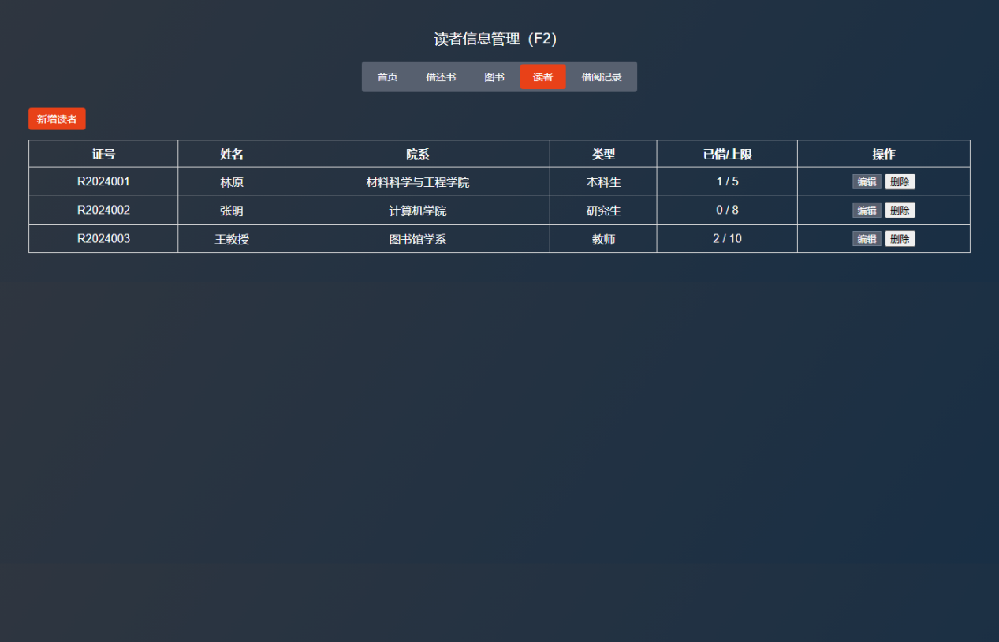 读者信息管理（F2）
首页 借还书 图书 读者 借阅记录
新增读者
证号 姓名 院系 类型 已借/上限 操作
R2024001 林原 材料科学与工程学院 本科生 1 / 5 编辑 删除
R2024002 张明 计算机学院 研究生 0 / 8 编辑 删除
R2024003 王教授 图书馆学系 教师 2 / 10 编辑 删除